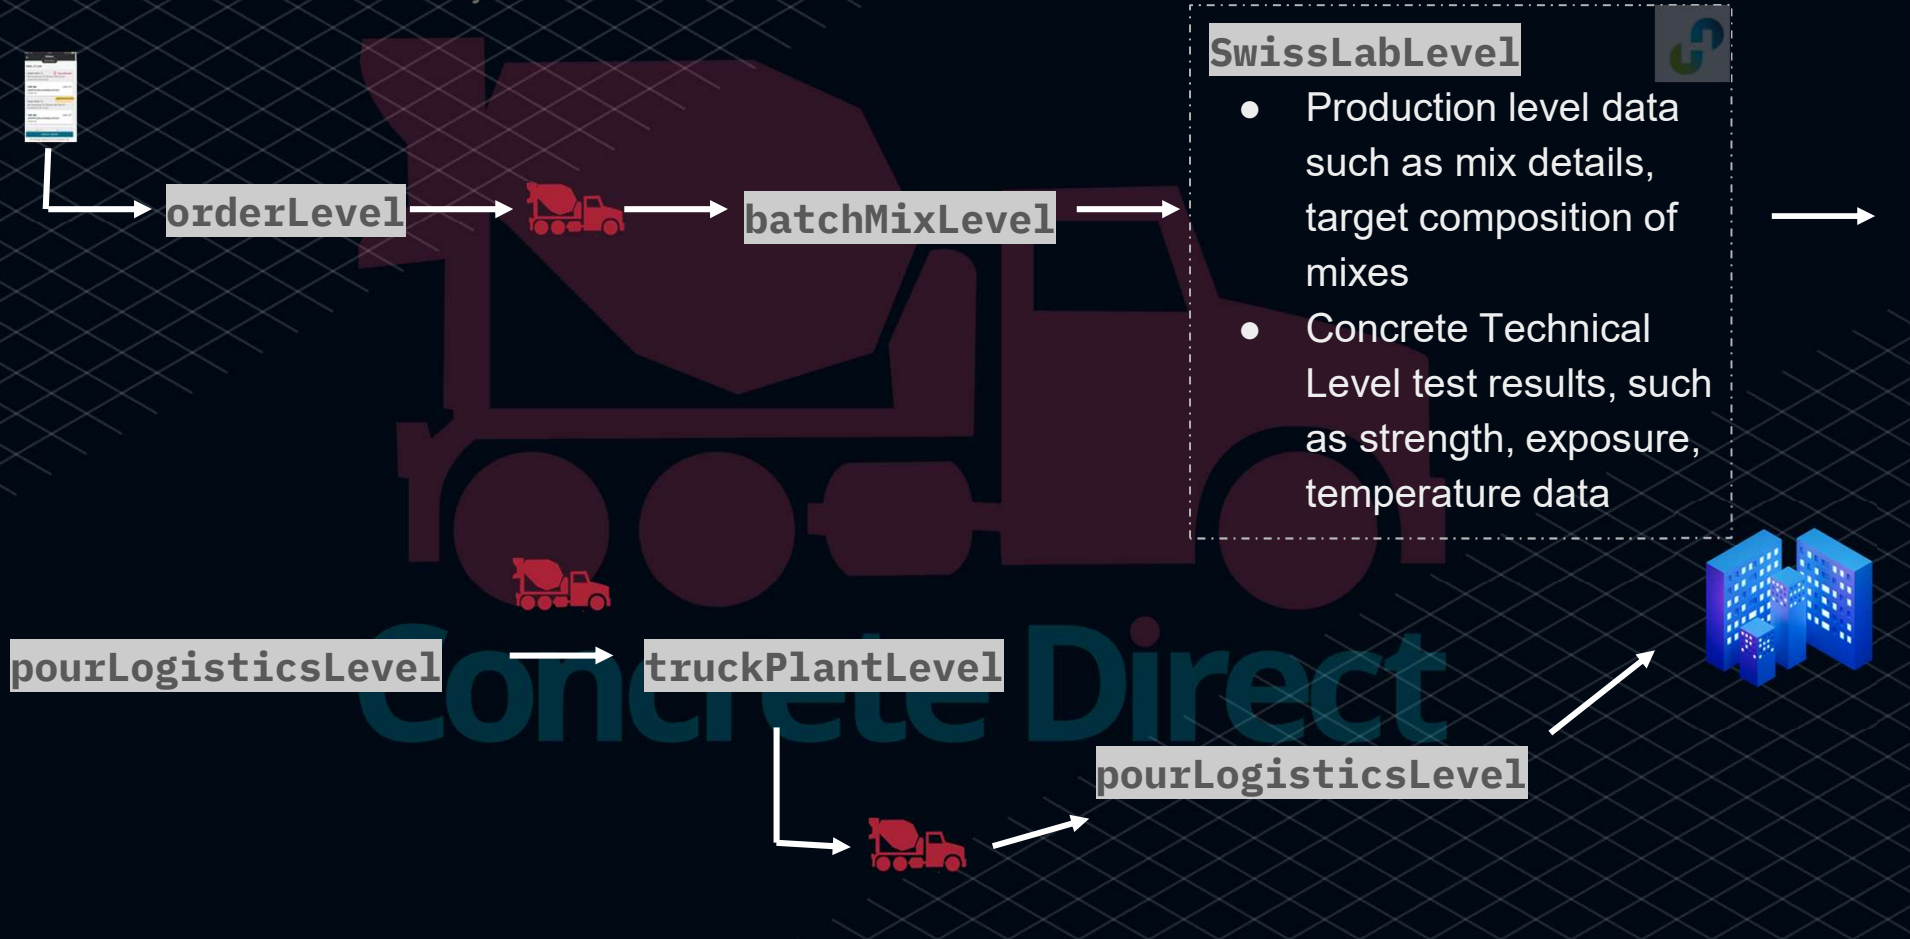 SwissLabLevel
● Production level data
such as mix details,
target composition of
mixes
● Concrete Technical
Level test results, such
as strength, exposure,
temperature data
orderLevel
batchMixLevel
pourLogisticsLevel
truckPlantLevel
Concrete Direct
pourLogisticsLevel